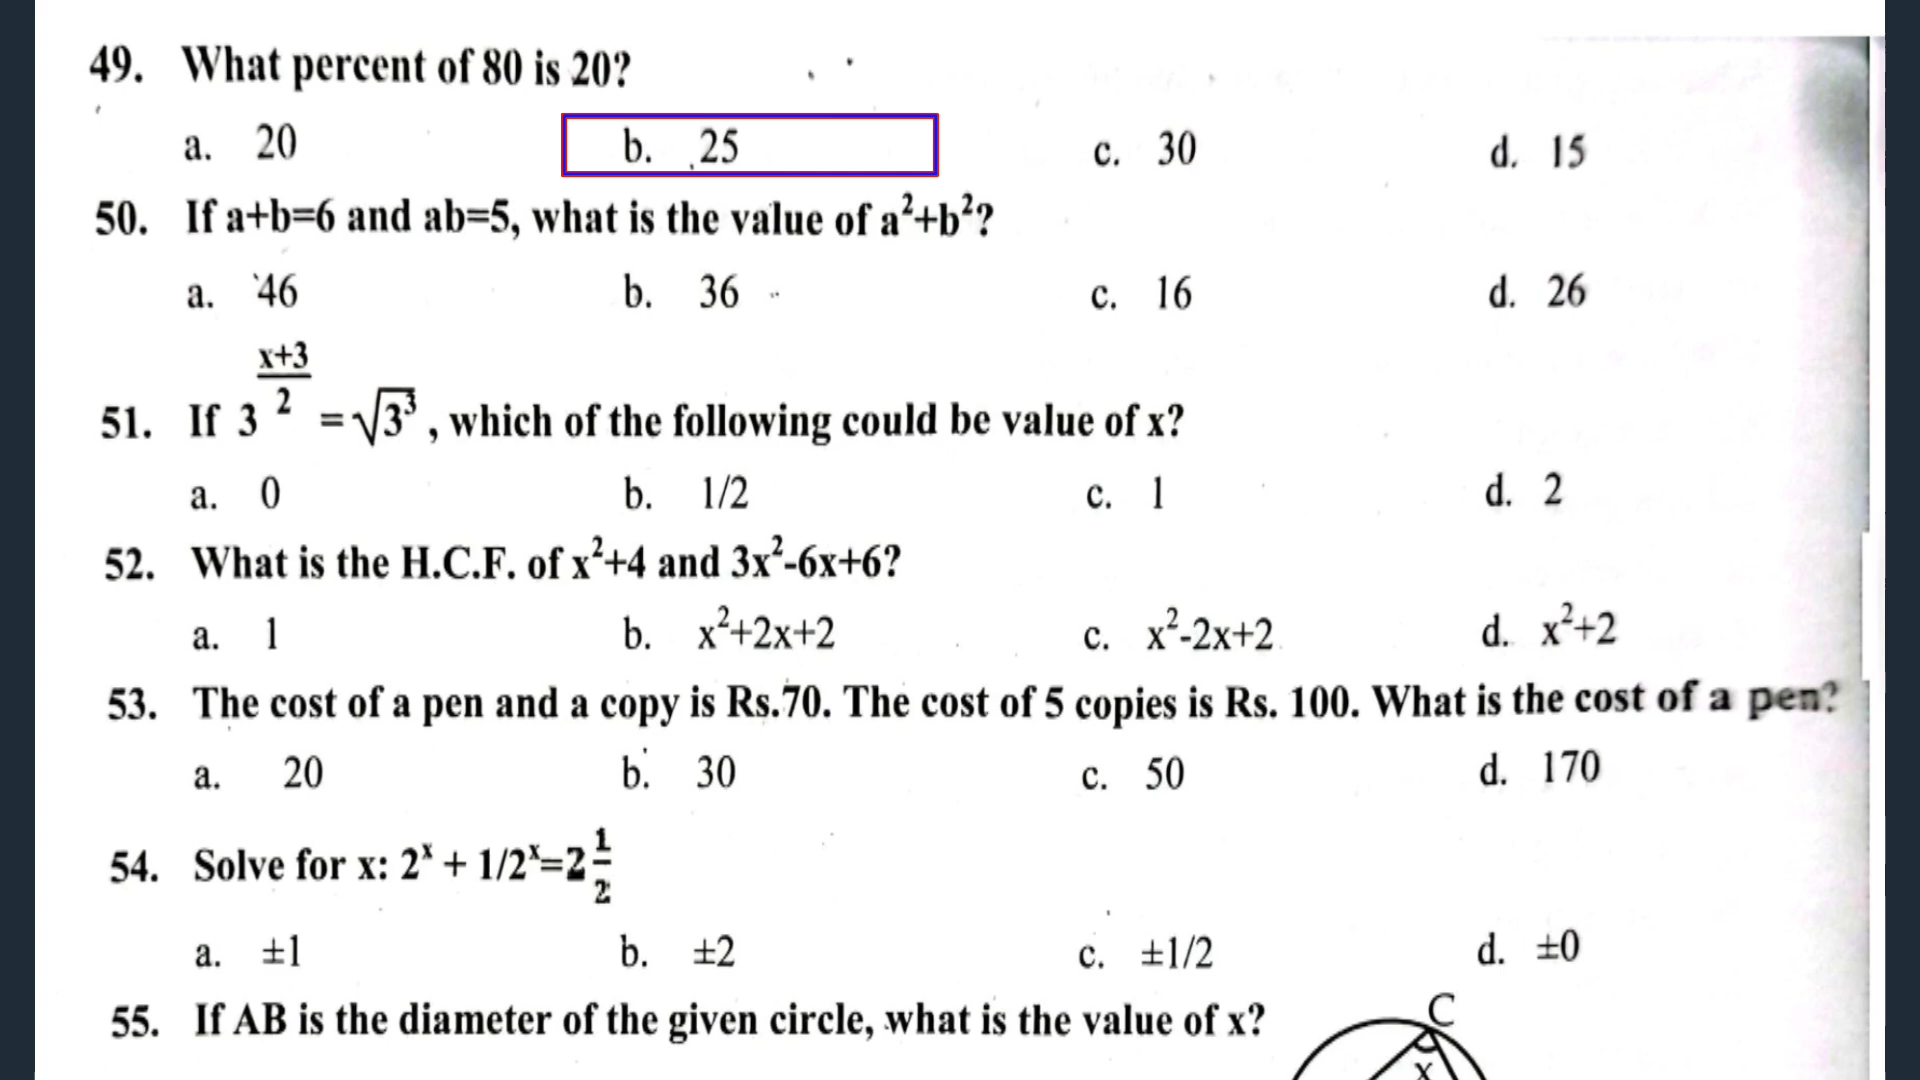 49. What percent of 80 is 20?
a. 20 b. 25 c. 30 d. 15
50. If a+b=6 and ab=5, what is the value of a²+b²?
a. 46 b. 36 c. 16 d. 26
51. If 3^((x+3)/2) = √3³, which of the following could be value of x?
a. 0 b. 1/2 c. 1 d. 2
52. What is the H.C.F. of x²+4 and 3x²-6x+6?
a. 1 b. x²+2x+2 c. x²-2x+2 d. x²+2
53. The cost of a pen and a copy is Rs.70. The cost of 5 copies is Rs. 100. What is the cost of a pen?
a. 20 b. 30 c. 50 d. 170
54. Solve for x: 2ˣ + 1/2ˣ=2 1/2
a. ±1 b. ±2 c. ±1/2 d. ±0
55. If AB is the diameter of the given circle, what is the value of x?
C
x